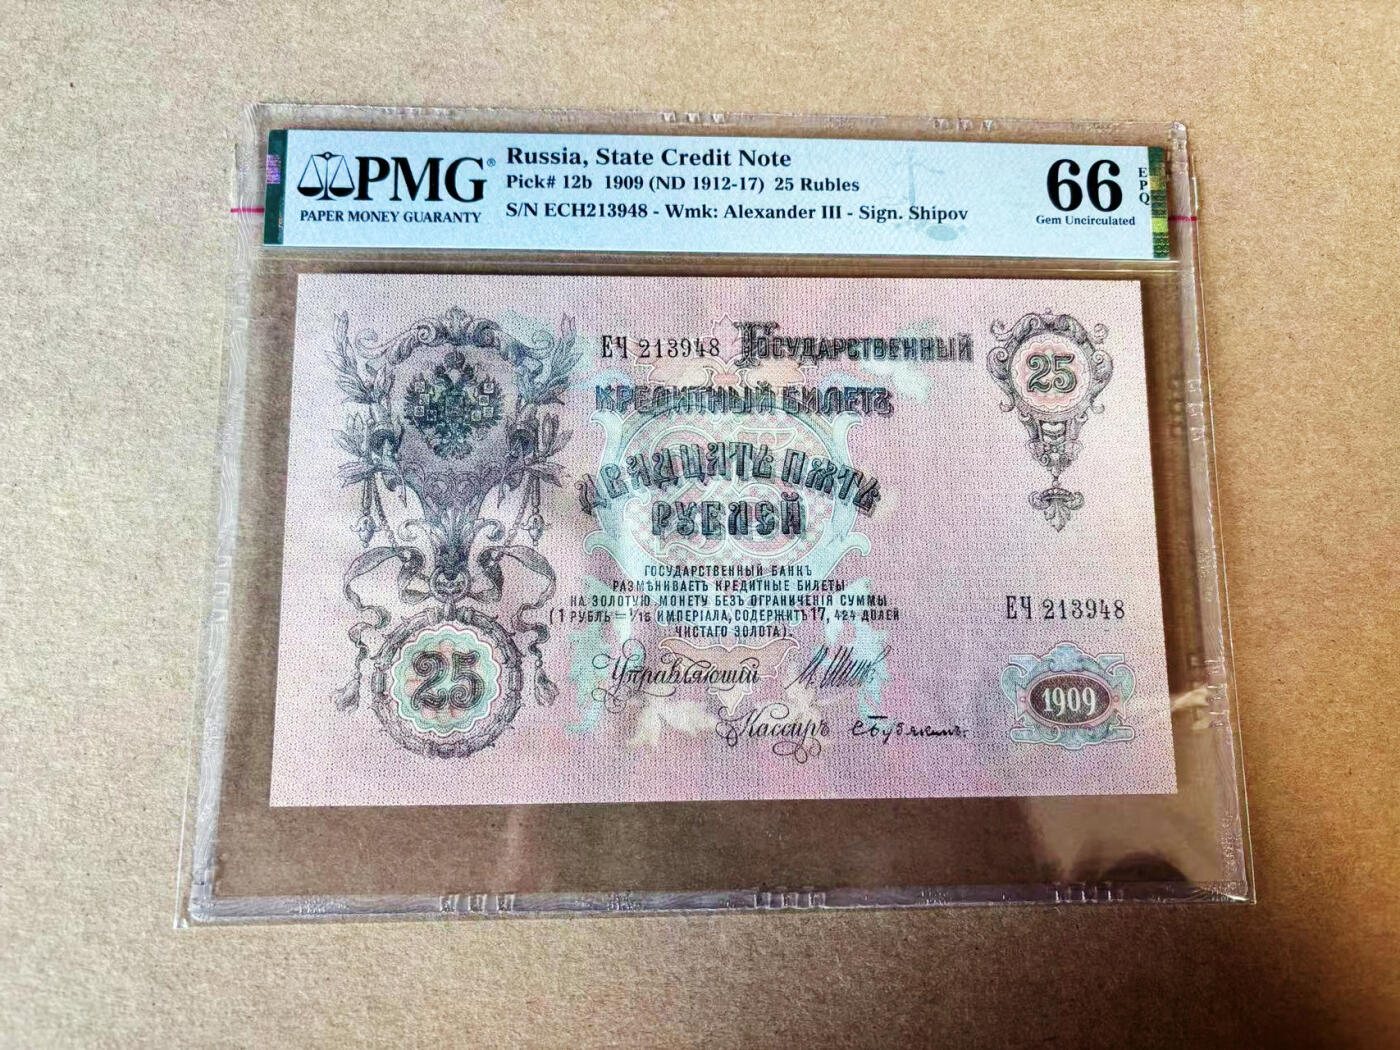 PMG®
PAPER MONEY GUARANTY
Russia, State Credit Note
Pick# 12b 1909 (ND 1912-17) 25 Rubles
S/N ECH213948 - Wmk: Alexander III - Sign. Shipov
66
Gem Uncirculated
EPQ
ЕЧ 213948 ГОСУДАРСТВЕННЫЙ
КРЕДИТНЫЙ БИЛЕТЪ
ДВАДЦАТЬ ПЯТЬ
РУБЛЕЙ
25
25
ГОСУДАРСТВЕННЫЙ БАНКЪ
РАЗМѢНИВАЕТЪ КРЕДИТНЫЕ БИЛЕТЫ
НА ЗОЛОТУЮ МОНЕТУ БЕЗЪ ОГРАНИЧЕНІЯ СУММЫ
(1 РУБЛЬ = 1/15 ИМПЕРІАЛА, СОДЕРЖИТЪ 17, 424 ДОЛЕЙ
ЧИСТАГО ЗОЛОТА).
ЕЧ 213948
Управляющій
Кассиръ
25
1909